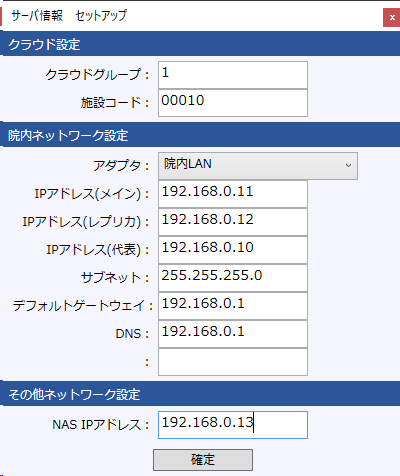 サーバ情報　セットアップ
クラウド設定
クラウドグループ： 1
施設コード： 00010
院内ネットワーク設定
アダプタ： 院内LAN
IPアドレス(メイン)： 192.168.0.11
IPアドレス(レプリカ)： 192.168.0.12
IPアドレス(代表)： 192.168.0.10
サブネット： 255.255.255.0
デフォルトゲートウェイ： 192.168.0.1
DNS： 192.168.0.1
：
その他ネットワーク設定
NAS IPアドレス： 192.168.0.13
確定